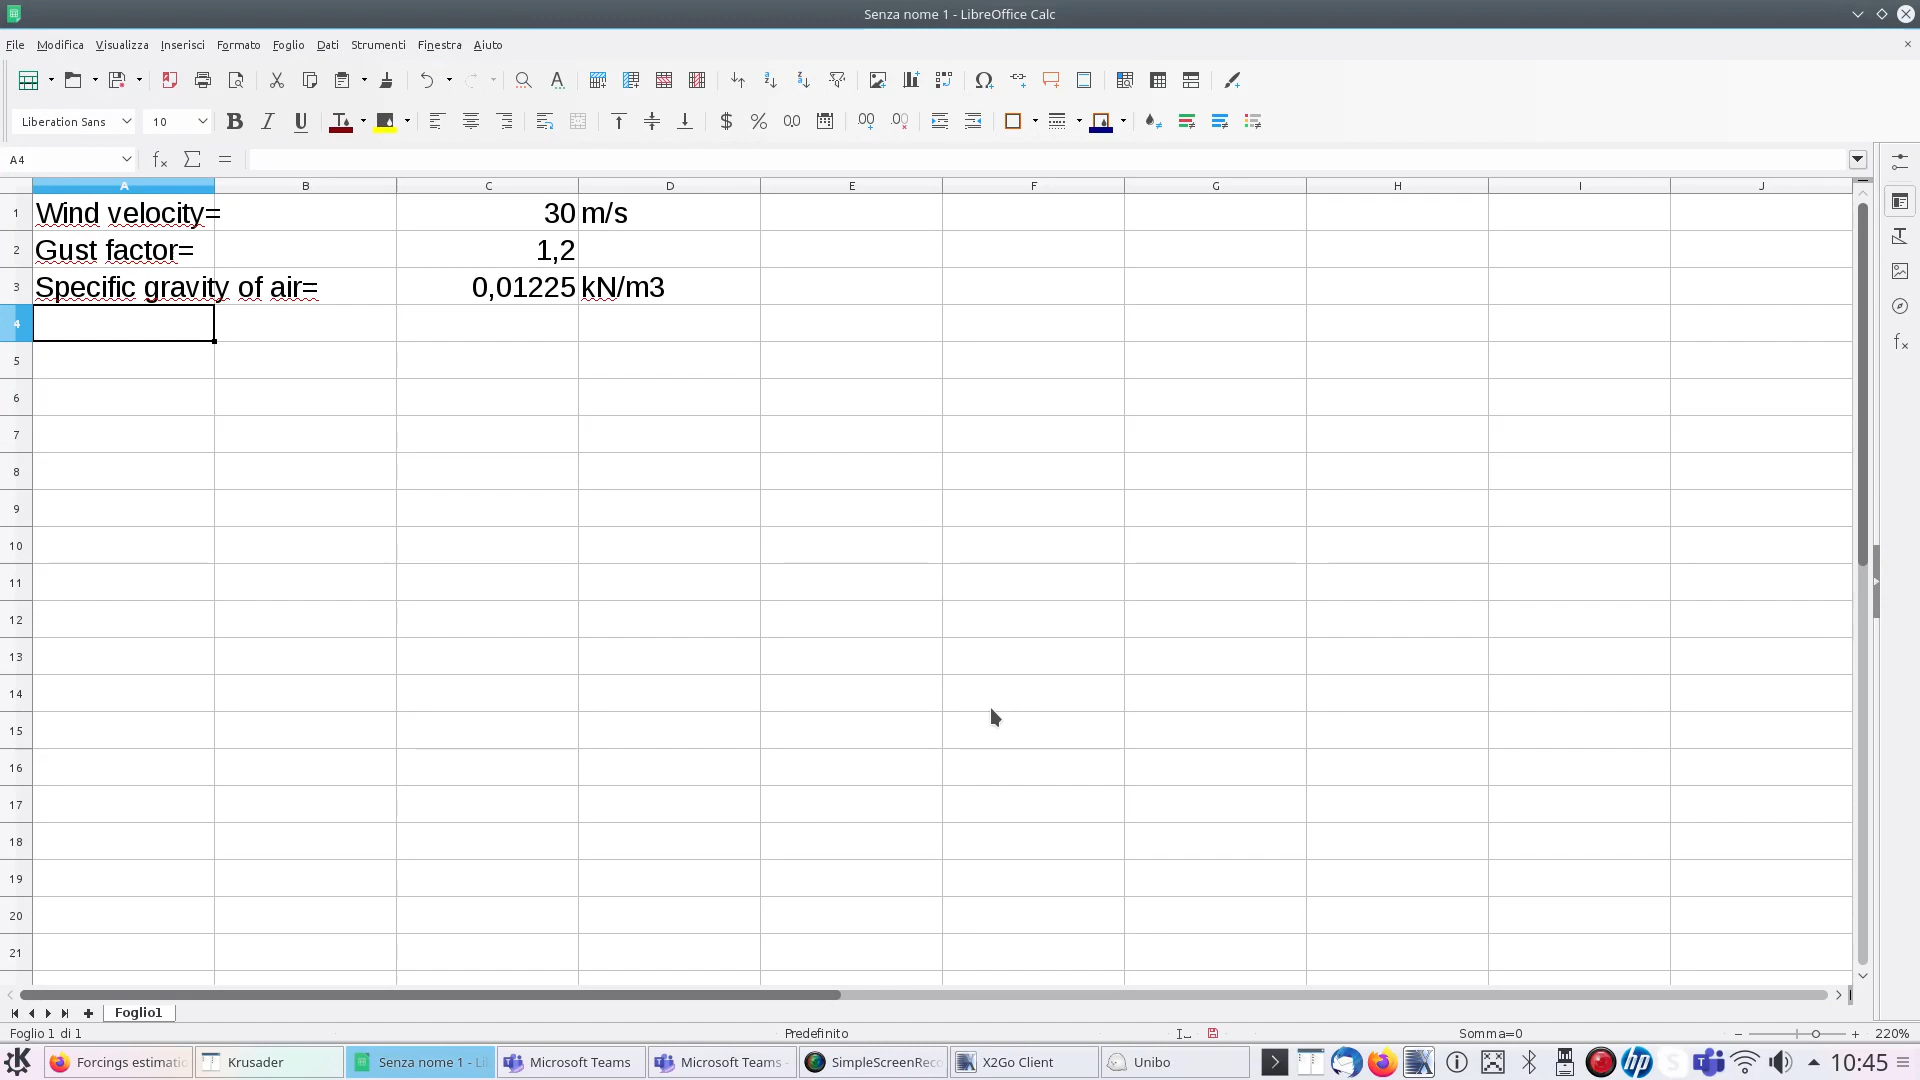 Senza nome 1 - LibreOffice Calc
File Modifica Visualizza Inserisci Formato Foglio Dati Strumenti Finestra Aiuto
Liberation Sans 10
A4
A B C D E F G H I J
1 Wind velocity= 30 m/s
2 Gust factor= 1,2
3 Specific gravity of air= 0,01225 kN/m3
4
5
6
7
8
9
10
11
12
13
14
15
16
17
18
19
20
21
Foglio1
Foglio 1 di 1 Predefinito Somma=0 220%
Forcings estimatio Krusader Senza nome 1 - Li Microsoft Teams Microsoft Teams - SimpleScreenReco X2Go Client Unibo 10:45